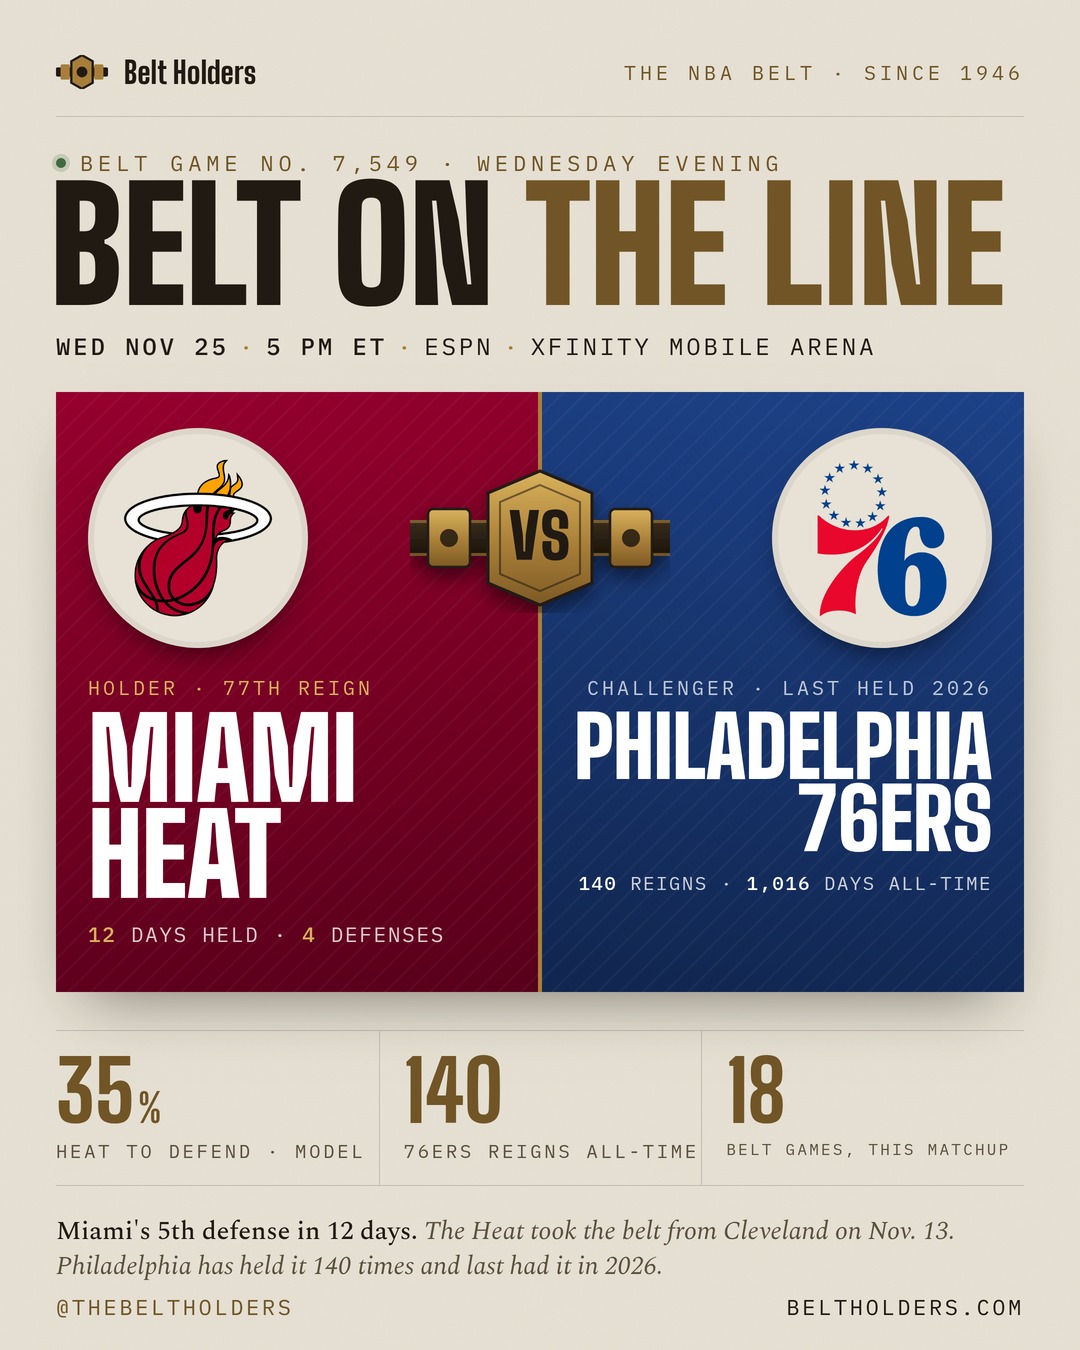 Belt Holders
THE NBA BELT · SINCE 1946
BELT GAME NO. 7,549 · WEDNESDAY EVENING
BELT ON THE LINE
WED NOV 25 · 5 PM ET · ESPN · XFINITY MOBILE ARENA
VS
76
HOLDER · 77TH REIGN
MIAMI
HEAT
12 DAYS HELD · 4 DEFENSES
CHALLENGER · LAST HELD 2026
PHILADELPHIA
76ERS
140 REIGNS · 1,016 DAYS ALL-TIME
35%
HEAT TO DEFEND · MODEL
140
76ERS REIGNS ALL-TIME
18
BELT GAMES, THIS MATCHUP
Miami's 5th defense in 12 days. The Heat took the belt from Cleveland on Nov. 13.
Philadelphia has held it 140 times and last had it in 2026.
@THEBELTHOLDERS
BELTHOLDERS.COM